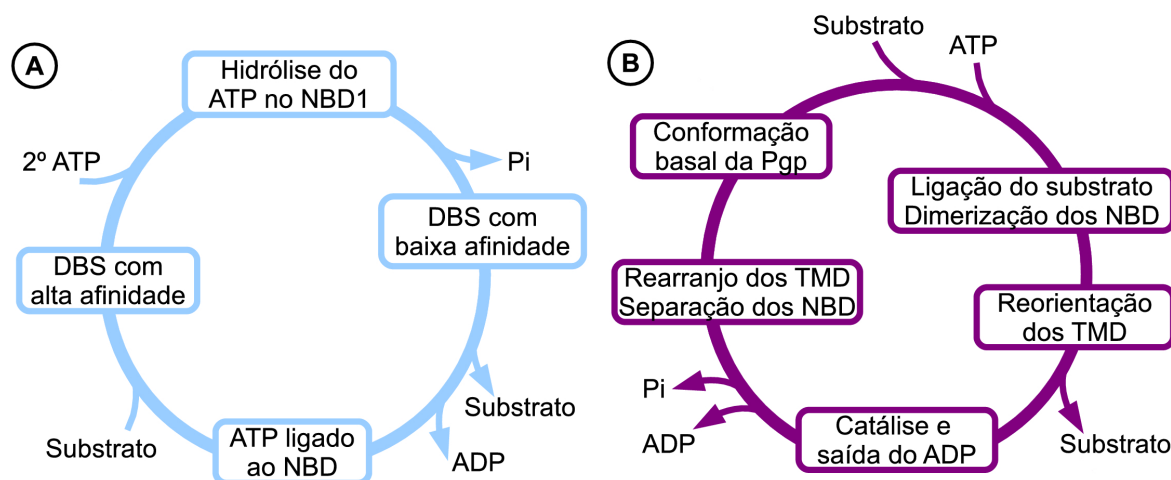 A
Hidrólise do
ATP no NBD1
2º ATP
Pi
DBS com
baixa afinidade
DBS com
alta afinidade
Substrato
ADP
Substrato
ATP ligado
ao NBD
B
Substrato
ATP
Conformação
basal da Pgp
Ligação do substrato
Dimerização dos NBD
Rearranjo dos TMD
Separação dos NBD
Reorientação
dos TMD
Pi
ADP
Substrato
Catálise e
saída do ADP